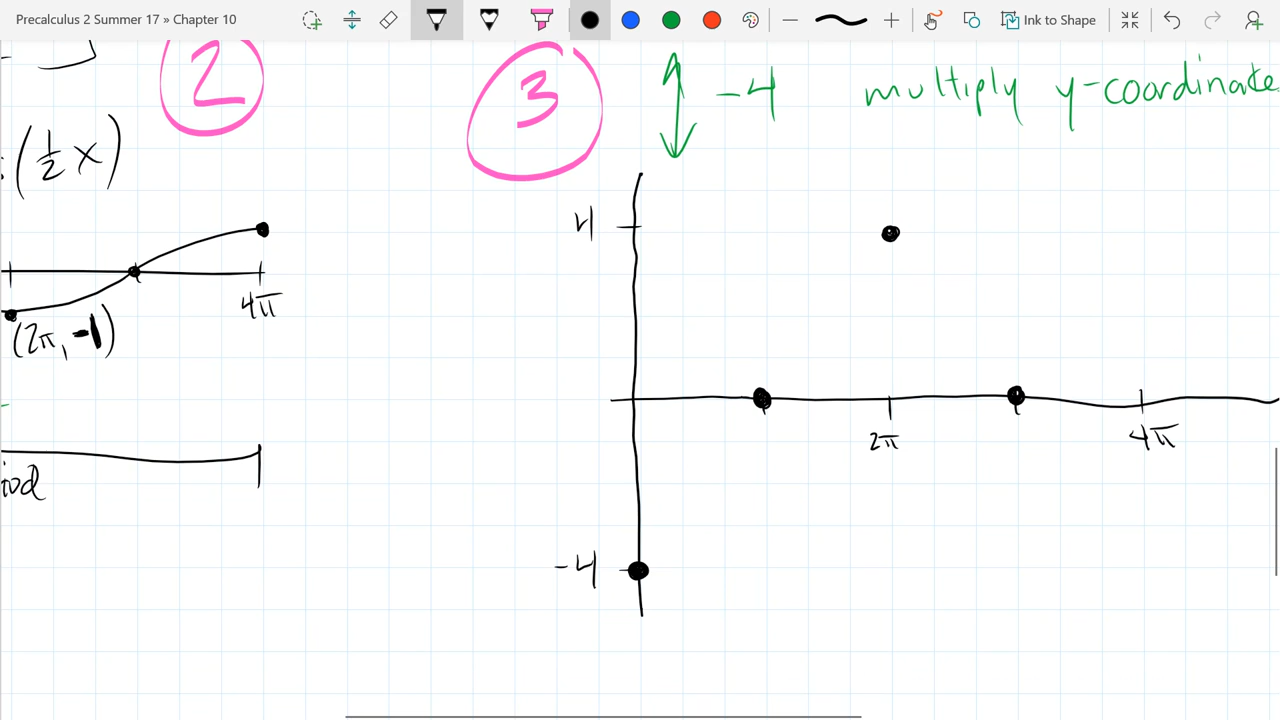 Precalculus 2 Summer 17 » Chapter 10
Ink to Shape
2
3
-4 multiply y-coordinate
(½x)
4π
(2π, -1)
iod
4
2π
4π
-4